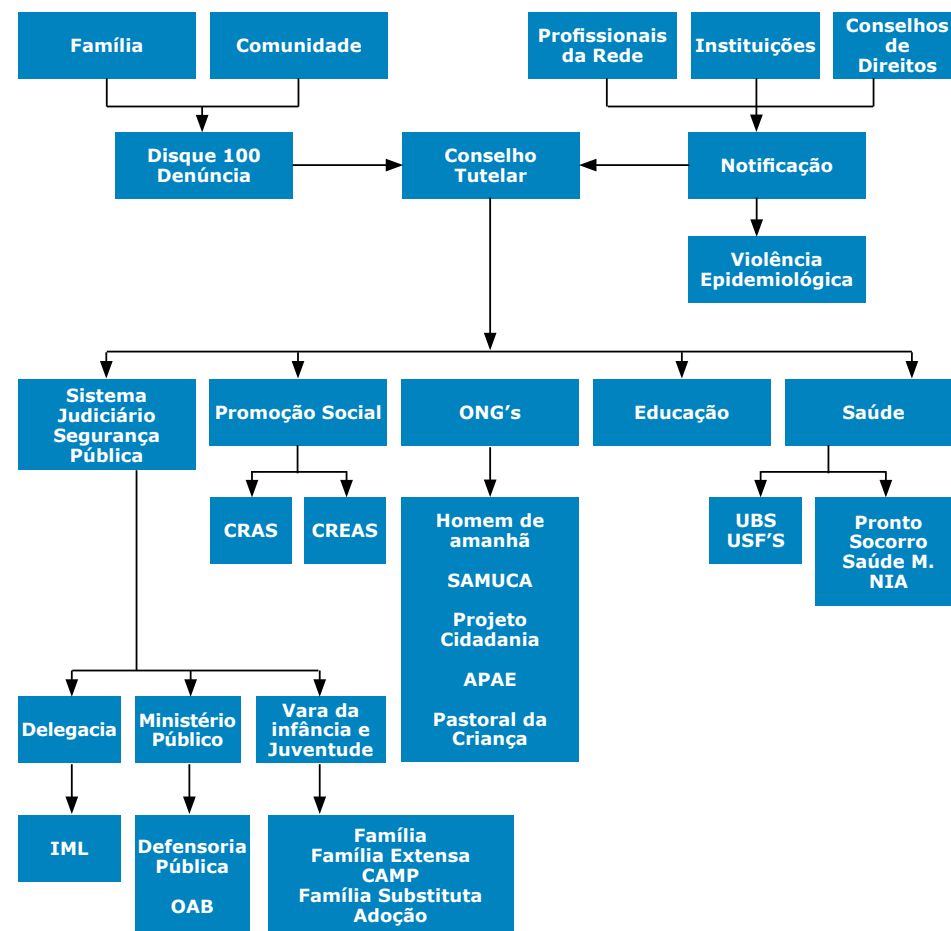 Família
Comunidade
Profissionais
da Rede
Instituições
Conselhos
de
Direitos
Disque 100
Denúncia
Conselho
Tutelar
Notificação
Violência
Epidemiológica
Sistema
Judiciário
Segurança
Pública
Promoção Social
ONG’s
Educação
Saúde
CRAS
CREAS
Homem de
amanhã
SAMUCA
Projeto
Cidadania
APAE
Pastoral da
Criança
UBS
USF’S
Pronto
Socorro
Saúde M.
NIA
Delegacia
Ministério
Público
Vara da
infância e
Juventude
IML
Defensoria
Pública
OAB
Família
Família Extensa
CAMP
Família Substituta
Adoção